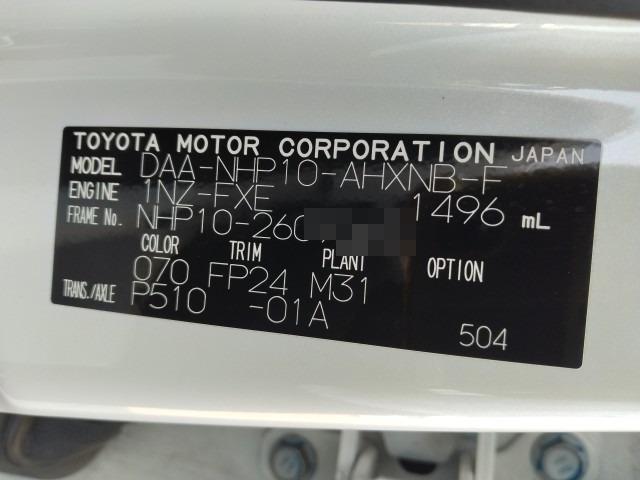 TOYOTA MOTOR CORPORATION JAPAN
MODEL DAA-NHP10-AHXNB-F
ENGINE 1NZ-FXE 1496 mL
FRAME No. NHP10-260
COLOR TRIM PLANT OPTION
070 FP24 M31
TRANS./AXLE P510 -01A
504